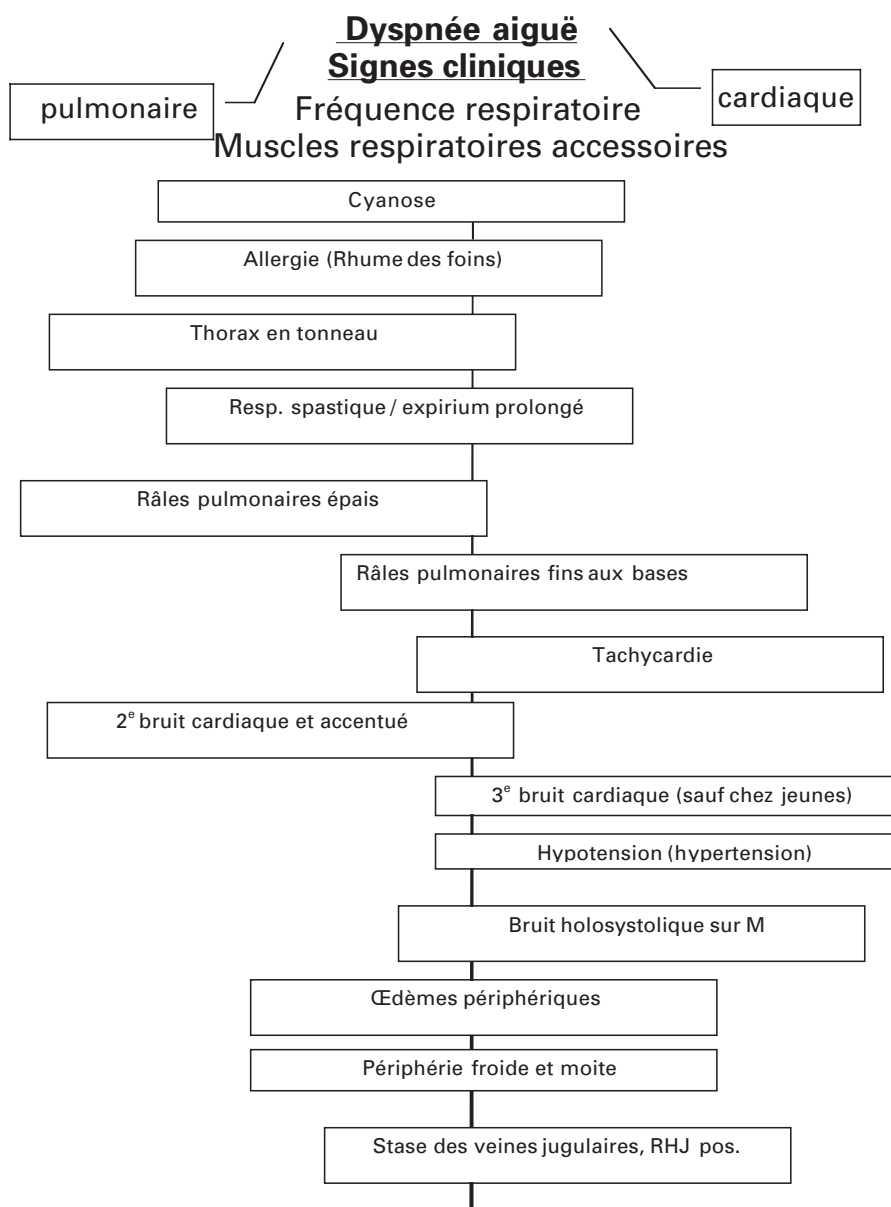 Dyspnée aiguë
Signes cliniques
pulmonaire
cardiaque
Fréquence respiratoire
Muscles respiratoires accessoires
Cyanose
Allergie (Rhume des foins)
Thorax en tonneau
Resp. spastique / expirium prolongé
Râles pulmonaires épais
Râles pulmonaires fins aux bases
Tachycardie
2e bruit cardiaque et accentué
3e bruit cardiaque (sauf chez jeunes)
Hypotension (hypertension)
Bruit holosystolique sur M
Œdèmes périphériques
Périphérie froide et moite
Stase des veines jugulaires, RHJ pos.